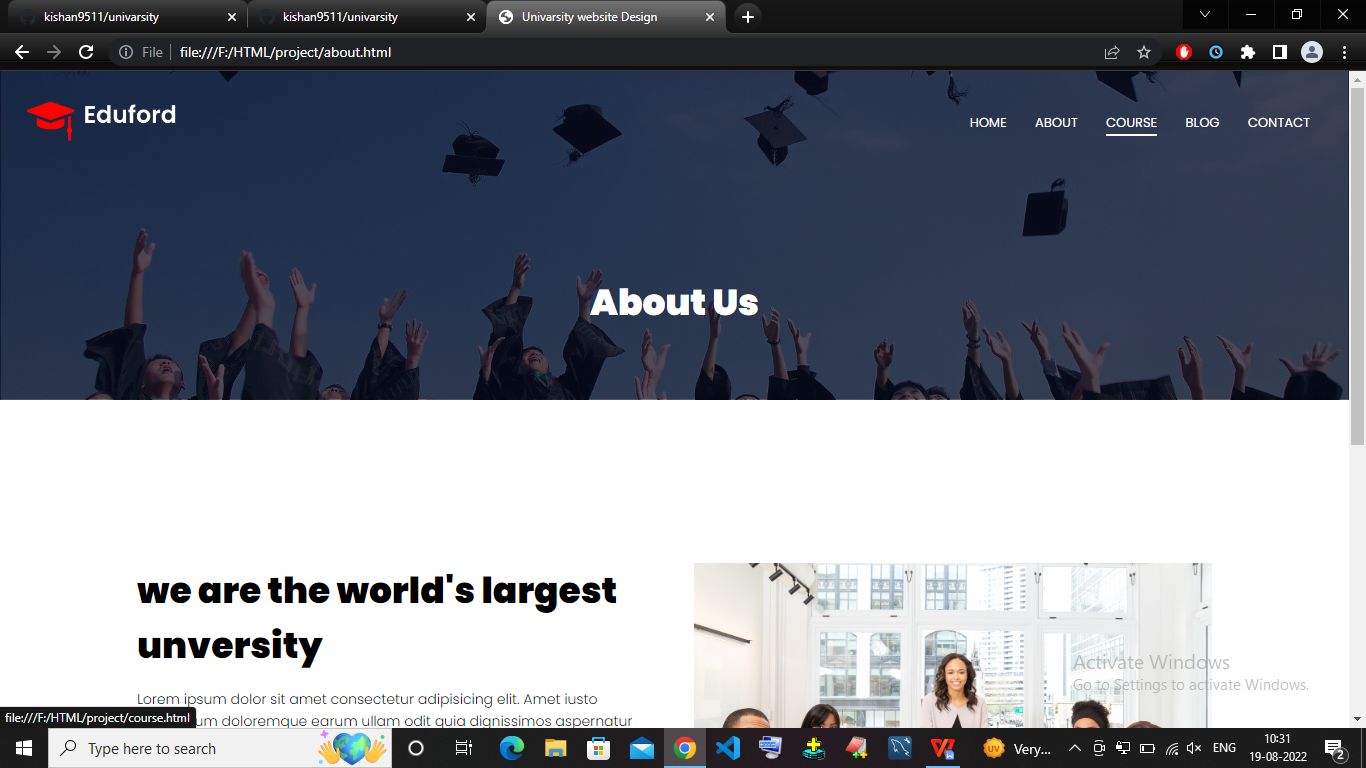 kishan9511/univarsity
kishan9511/univarsity
Univarsity website Design
File
file:///F:/HTML/project/about.html
Eduford
HOME ABOUT COURSE BLOG CONTACT
About Us
we are the world's largest
unversity
Lorem ipsum dolor sit amet consectetur adipisicing elit. Amet iusto
doloremque earum ullam odit quia dignissimos aspernatur
Activate Windows
Go to Settings to activate Windows.
file:///F:/HTML/project/course.html
Type here to search
UV
Very...
ENG
10:31
19-08-2022
2